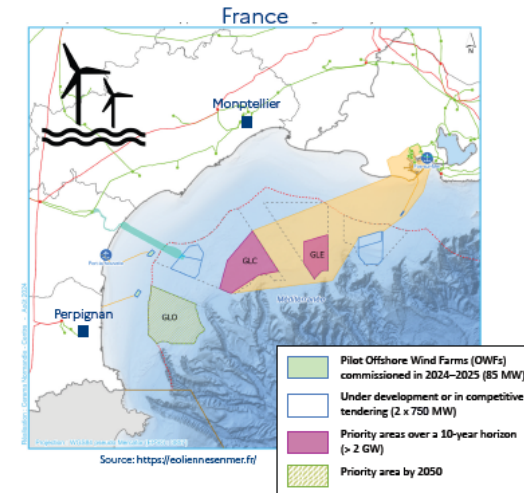 France
N
Monptellier
GLC
GLE
GLO
Méditerranée
Perpignan
Pilot Offshore Wind Farms (OWFs)
commissioned in 2024–2025 (85 MW)
Under development or in competitive
tendering (2 x 750 MW)
Priority areas over a 10-year horizon
(> 2 GW)
Priority area by 2050
Source: https://eoliennesenmer.fr/